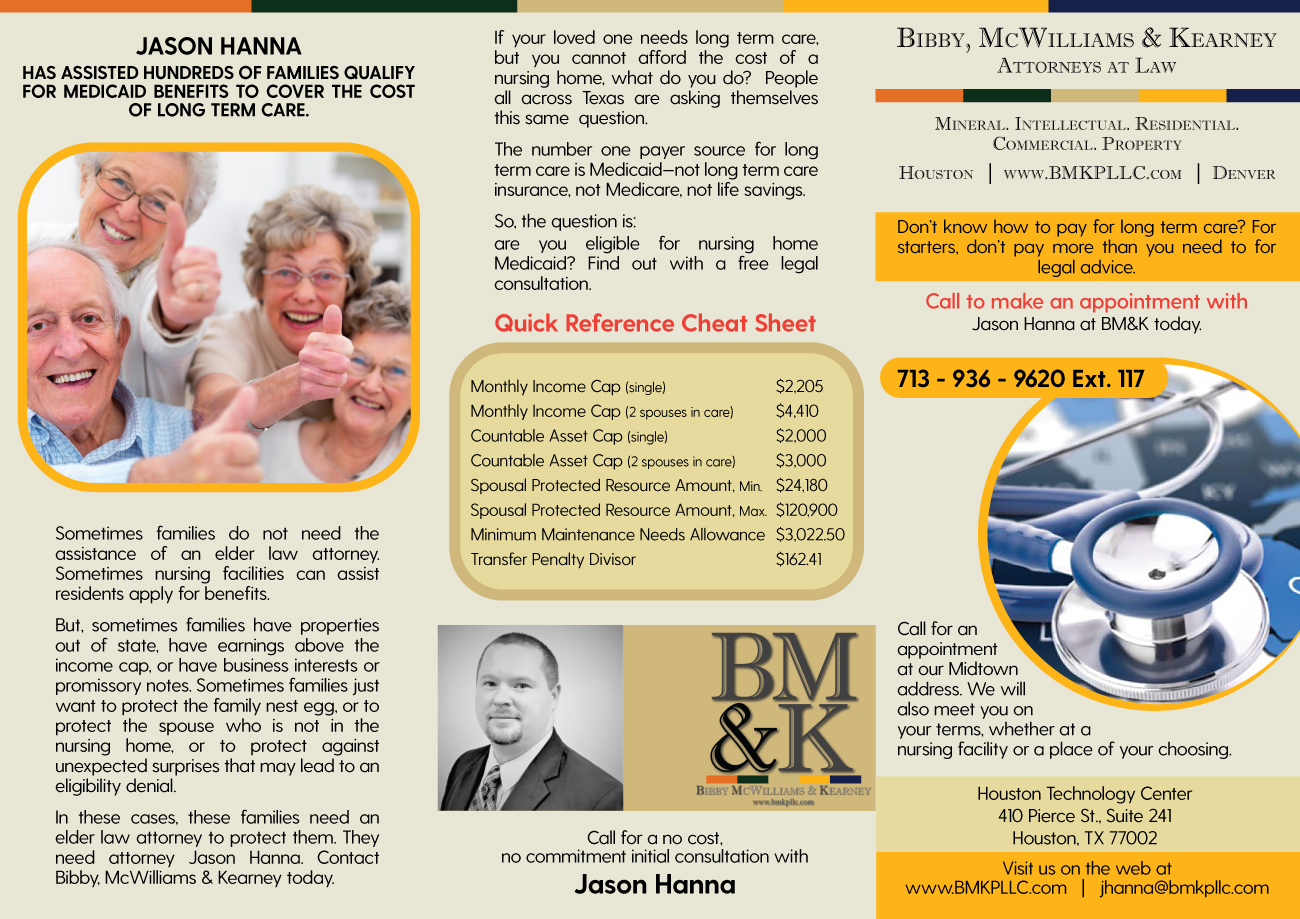 JASON HANNA
HAS ASSISTED HUNDREDS OF FAMILIES QUALIFY
FOR MEDICAID BENEFITS TO COVER THE COST
OF LONG TERM CARE.
Sometimes families do not need the
assistance of an elder law attorney.
Sometimes nursing facilities can assist
residents apply for benefits.
But, sometimes families have properties
out of state, have earnings above the
income cap, or have business interests or
promissory notes. Sometimes families just
want to protect the family nest egg, or to
protect the spouse who is not in the
nursing home, or to protect against
unexpected surprises that may lead to an
eligibility denial.
In these cases, these families need an
elder law attorney to protect them. They
need attorney Jason Hanna. Contact
Bibby, McWilliams & Kearney today.
If your loved one needs long term care,
but you cannot afford the cost of a
nursing home, what do you do? People
all across Texas are asking themselves
this same question.
The number one payer source for long
term care is Medicaid—not long term care
insurance, not Medicare, not life savings.
So, the question is:
are you eligible for nursing home
Medicaid? Find out with a free legal
consultation.
Quick Reference Cheat Sheet
Monthly Income Cap (single) $2,205
Monthly Income Cap (2 spouses in care) $4,410
Countable Asset Cap (single) $2,000
Countable Asset Cap (2 spouses in care) $3,000
Spousal Protected Resource Amount, Min. $24,180
Spousal Protected Resource Amount, Max. $120,900
Minimum Maintenance Needs Allowance $3,022.50
Transfer Penalty Divisor $162.41
BM
&K
BIBBY MCWILLIAMS & KEARNEY
www.bmkpllc.com
Call for a no cost,
no commitment initial consultation with
Jason Hanna
BIBBY, MCWILLIAMS & KEARNEY
ATTORNEYS AT LAW
MINERAL. INTELLECTUAL. RESIDENTIAL.
COMMERCIAL. PROPERTY
HOUSTON | WWW.BMKPLLC.COM | DENVER
Don't know how to pay for long term care? For
starters, don't pay more than you need to for
legal advice.
Call to make an appointment with
Jason Hanna at BM&K today.
713 - 936 - 9620 Ext. 117
Call for an
appointment
at our Midtown
address. We will
also meet you on
your terms, whether at a
nursing facility or a place of your choosing.
Houston Technology Center
410 Pierce St., Suite 241
Houston, TX 77002
Visit us on the web at
www.BMKPLLC.com | jhanna@bmkpllc.com